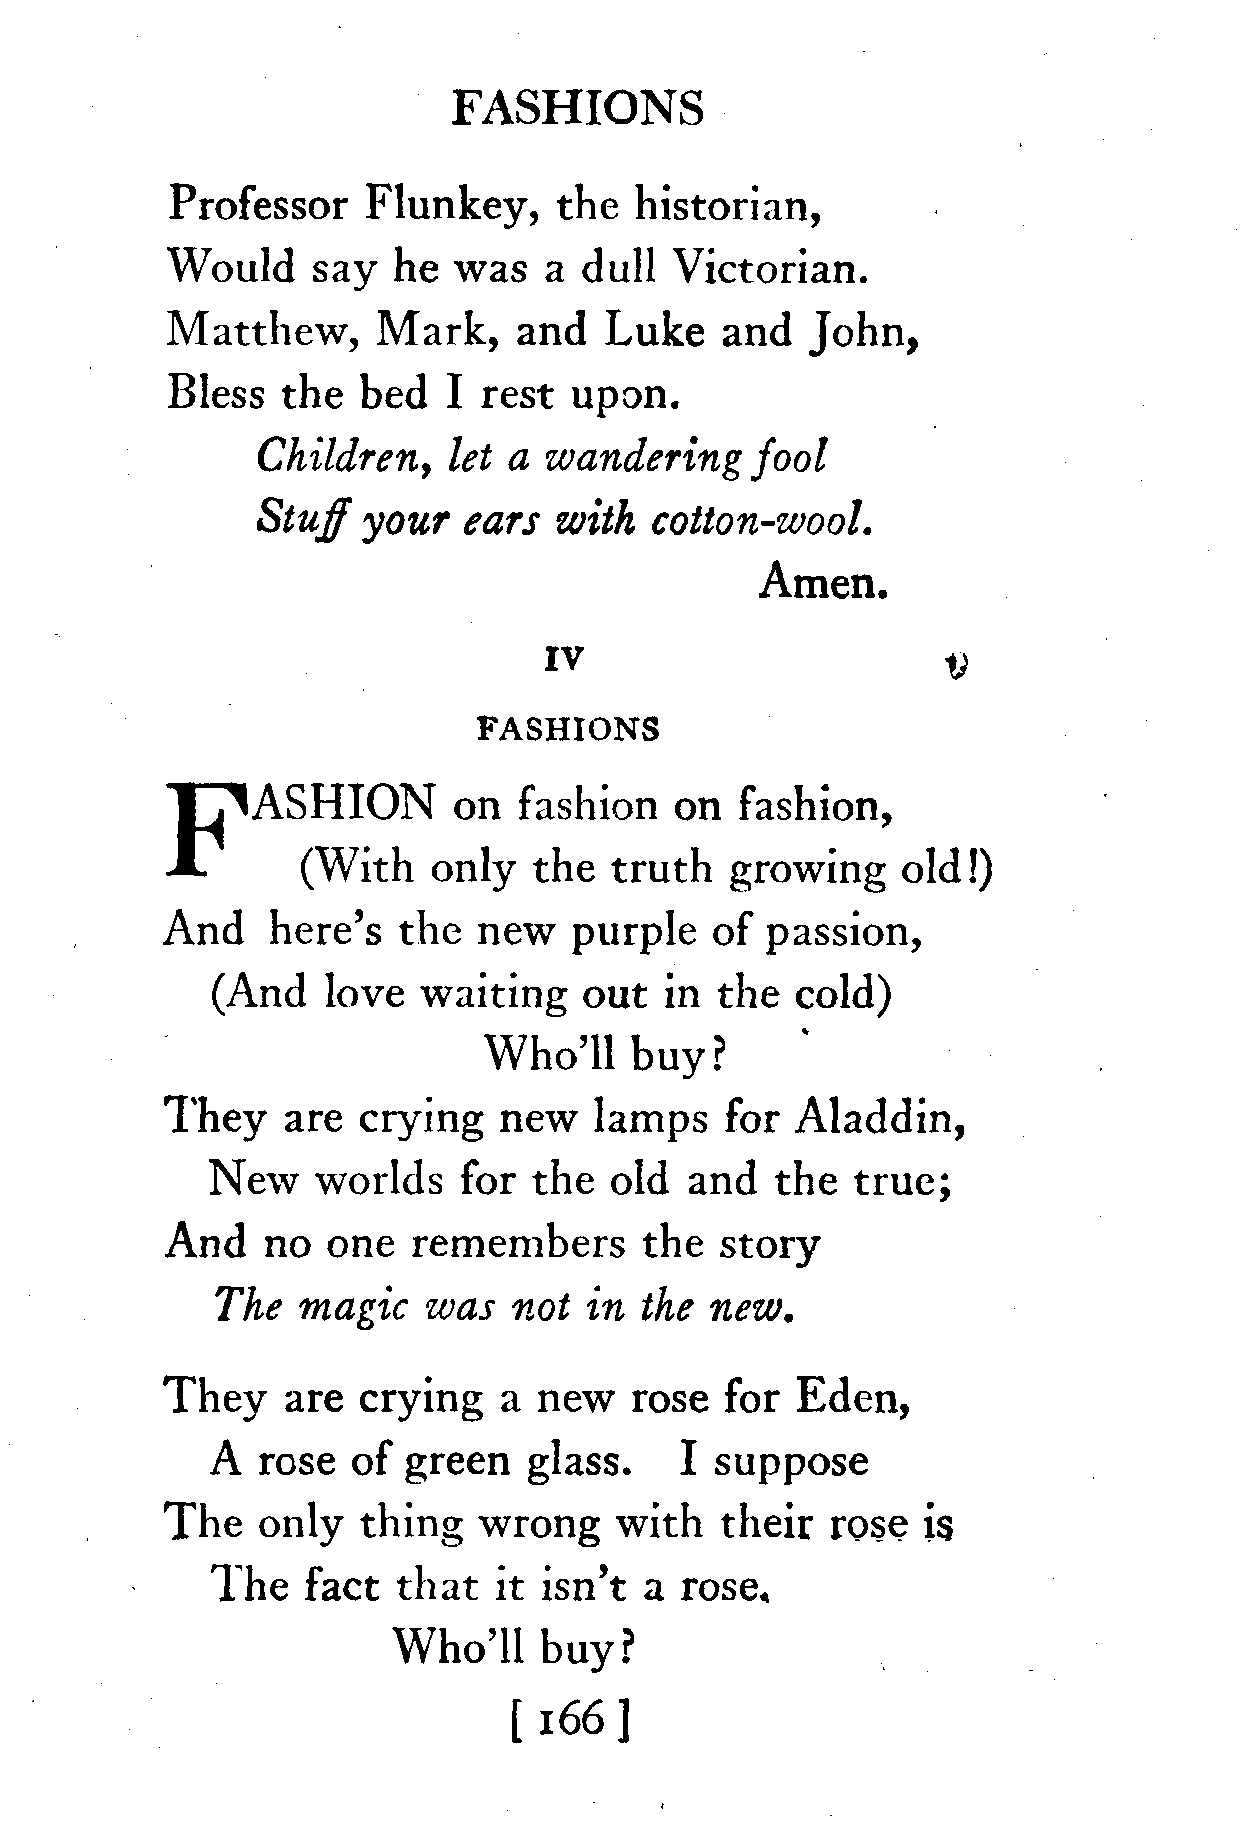 FASHIONS
Professor Flunkey, the historian,
Would say he was a dull Victorian.
Matthew, Mark, and Luke and John,
Bless the bed I rest upon.
Children, let a wandering fool
Stuff your ears with cotton-wool.
Amen.
IV
FASHIONS
FASHION on fashion on fashion,
(With only the truth growing old!)
And here's the new purple of passion,
(And love waiting out in the cold)
Who'll buy?
They are crying new lamps for Aladdin,
New worlds for the old and the true;
And no one remembers the story
The magic was not in the new.
They are crying a new rose for Eden,
A rose of green glass. I suppose
The only thing wrong with their rose is
The fact that it isn't a rose.
Who'll buy?
[ 166 ]